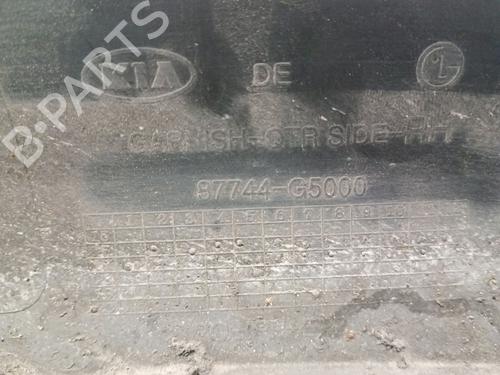 B-PARTS
KIA DE LG
GARNISH-QTR SIDE-RH
87744-G5000
1 2 3 4 5 6 7 8 9 10